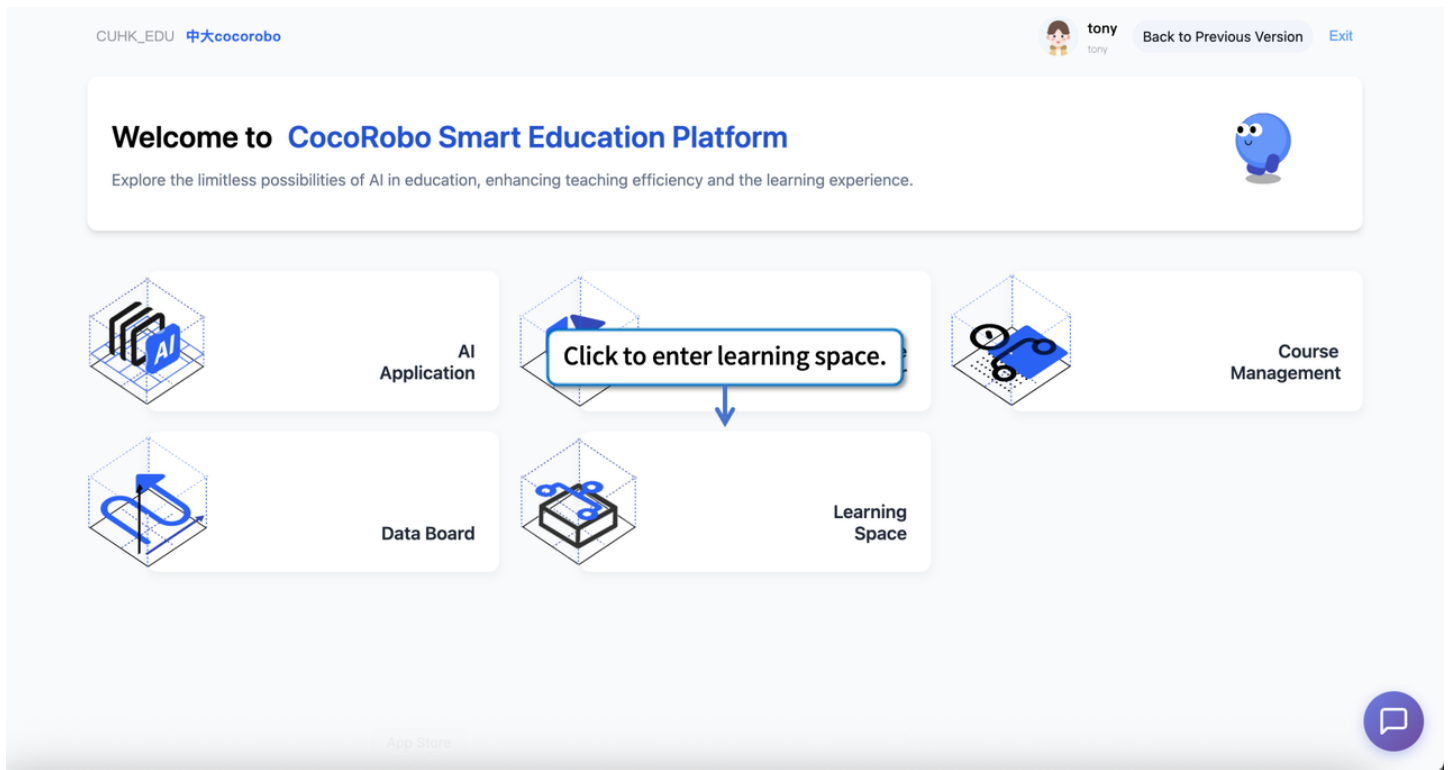 CUHK_EDU 中大cocorobo
tony
tony
Back to Previous Version
Exit
Welcome to CocoRobo Smart Education Platform
Explore the limitless possibilities of AI in education, enhancing teaching efficiency and the learning experience.
AI
AI
Application
Click to enter learning space.
Course
Management
Data Board
Learning
Space
App Store